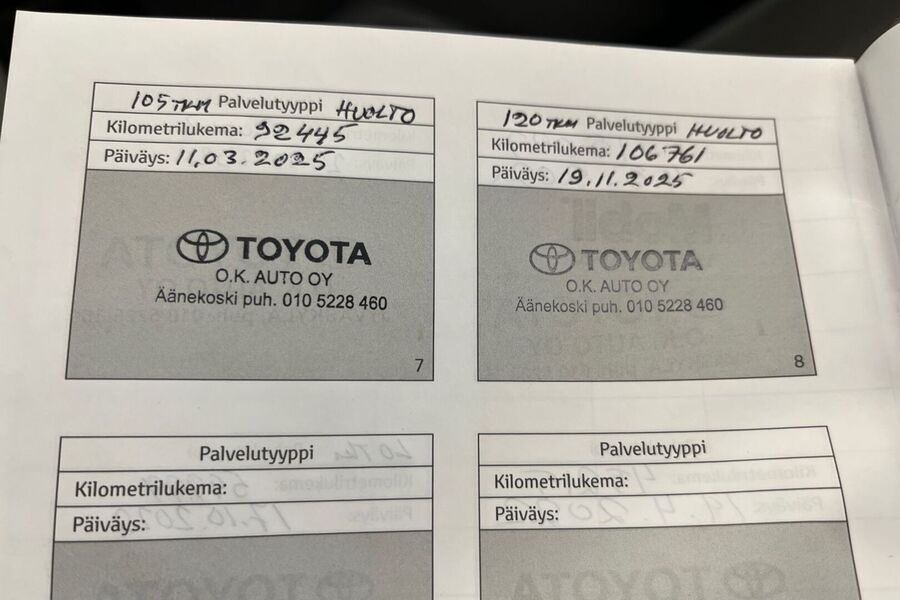 105 TKM Palvelutyyppi HUOLTO
Kilometrilukema: 92445
Päiväys: 11.03.2025
TOYOTA
O.K. AUTO OY
Äänekoski puh. 010 5228 460
7
120 TKM Palvelutyyppi HUOLTO
Kilometrilukema: 106761
Päiväys: 19.11.2025
TOYOTA
O.K. AUTO OY
Äänekoski puh. 010 5228 460
8
Palvelutyyppi
Kilometrilukema:
Päiväys:
Palvelutyyppi
Kilometrilukema:
Päiväys: